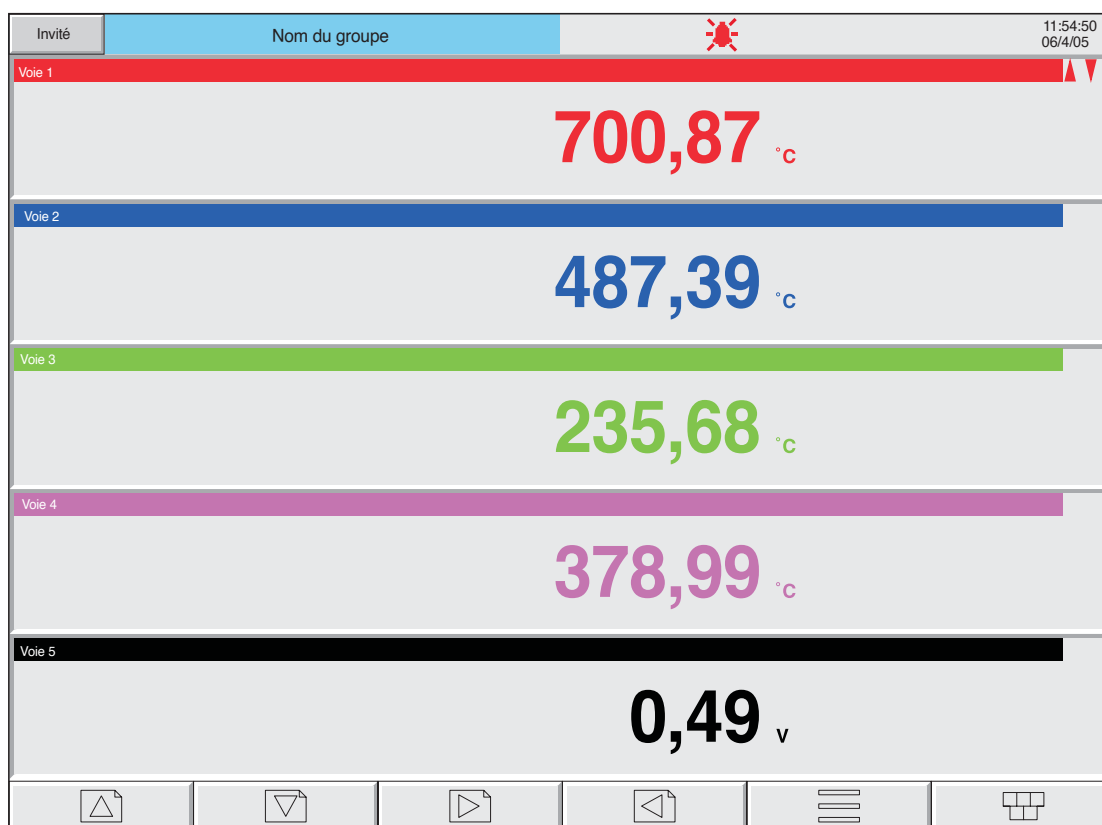 Invité
Nom du groupe
11:54:50
06/4/05
Voie 1
700,87 °C
Voie 2
487,39 °C
Voie 3
235,68 °C
Voie 4
378,99 °C
Voie 5
0,49 V